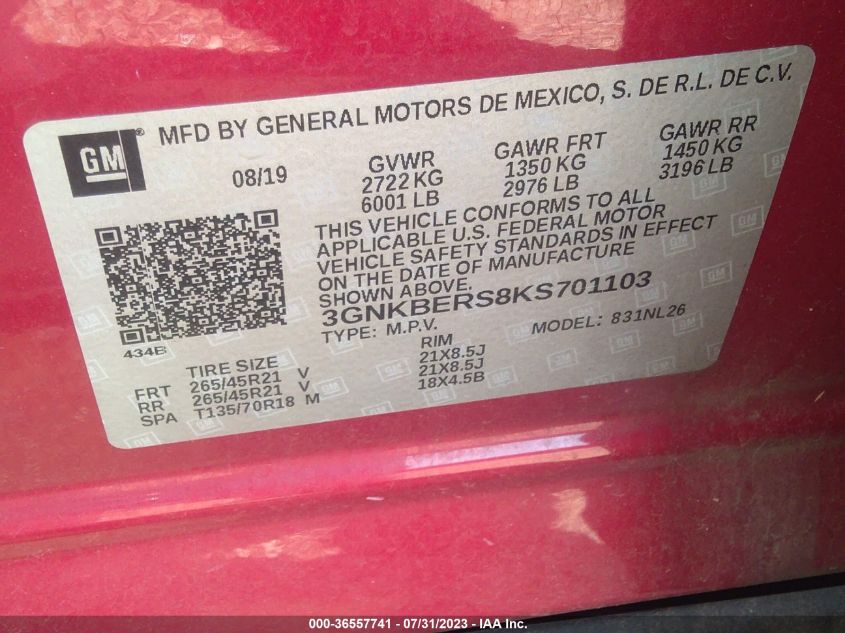 GM ®
MFD BY GENERAL MOTORS DE MEXICO, S. DE R.L. DE C.V.
08/19
GVWR
2722 KG
6001 LB
GAWR FRT
1350 KG
2976 LB
GAWR RR
1450 KG
3196 LB
THIS VEHICLE CONFORMS TO ALL
APPLICABLE U.S. FEDERAL MOTOR
VEHICLE SAFETY STANDARDS IN EFFECT
ON THE DATE OF MANUFACTURE
SHOWN ABOVE.
3GNKBERS8KS701103
TYPE: M.P.V. MODEL: 831NL26
434B
TIRE SIZE RIM
FRT 265/45R21 V 21X8.5J
RR 265/45R21 V 21X8.5J
SPA T135/70R18 M 18X4.5B
000-36557741 - 07/31/2023 - IAA Inc.